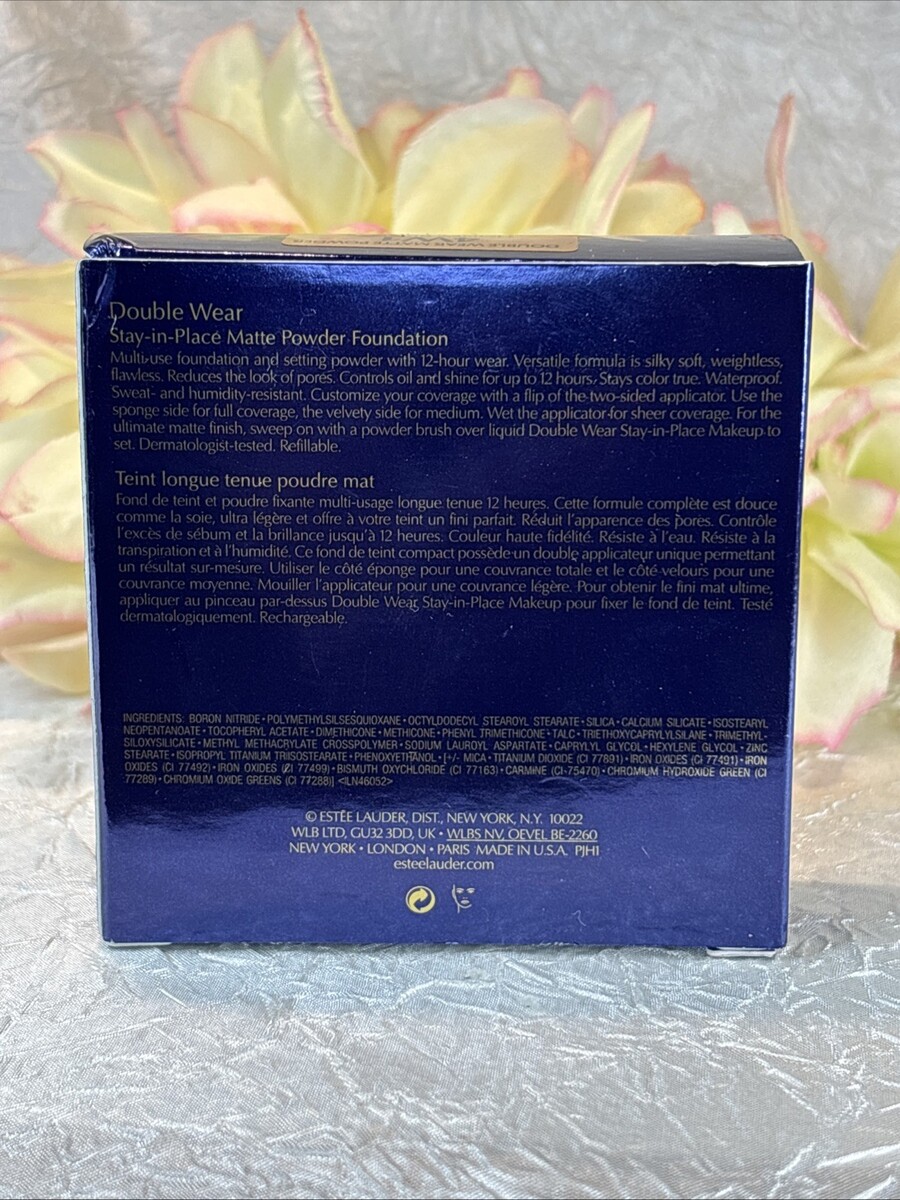 DOUBLE WEAR MATTE POWDER
Double Wear
Stay-in-Place Matte Powder Foundation
Multi-use foundation and setting powder with 12-hour wear. Versatile formula is silky soft, weightless,
flawless. Reduces the look of pores. Controls oil and shine for up to 12 hours. Stays color true. Waterproof.
Sweat- and humidity-resistant. Customize your coverage with a flip of the two-sided applicator. Use the
sponge side for full coverage, the velvety side for medium. Wet the applicator for sheer coverage. For the
ultimate matte finish, sweep on with a powder brush over liquid Double Wear Stay-in-Place Makeup to
set. Dermatologist-tested. Refillable.
Teint longue tenue poudre mat
Fond de teint et poudre fixante multi-usage longue tenue 12 heures. Cette formule complète est douce
comme la soie, ultra légère et offre à votre teint un fini parfait. Réduit l'apparence des pores. Contrôle
l'excès de sébum et la brillance jusqu'à 12 heures. Couleur haute fidélité. Résiste à l'eau. Résiste à la
transpiration et à l'humidité. Ce fond de teint compact possède un double applicateur unique permettant
un résultat sur-mesure. Utiliser le côté éponge pour une couvrance totale et le côté velours pour une
couvrance moyenne. Mouiller l'applicateur pour une couvrance légère. Pour obtenir le fini mat ultime,
appliquer au pinceau par-dessus Double Wear Stay-in-Place Makeup pour fixer le fond de teint. Testé
dermatologiquement. Rechargeable.
INGREDIENTS: BORON NITRIDE • POLYMETHYLSILSESQUIOXANE • OCTYLDODECYL STEAROYL STEARATE • SILICA • CALCIUM SILICATE • ISOSTEARYL
NEOPENTANOATE • TOCOPHERYL ACETATE • DIMETHICONE • METHICONE • PHENYL TRIMETHICONE • TALC • TRIETHOXYCAPRYLYLSILANE • TRIMETHYL-
SILOXYSILICATE • METHYL METHACRYLATE CROSSPOLYMER • SODIUM LAUROYL ASPARTATE • CAPRYLYL GLYCOL • HEXYLENE GLYCOL • ZINC
STEARATE • ISOPROPYL TITANIUM TRIISOSTEARATE • PHENOXYETHANOL • [+/- MICA • TITANIUM DIOXIDE (CI 77891) • IRON OXIDES (CI 77491) • IRON
OXIDES (CI 77492) • IRON OXIDES (CI 77499) • BISMUTH OXYCHLORIDE (CI 77163) • CARMINE (CI 75470) • CHROMIUM HYDROXIDE GREEN (CI
77289) • CHROMIUM OXIDE GREENS (CI 77288)] <ILN46052>
© ESTĒE LAUDER, DIST., NEW YORK, N.Y. 10022
WLB LTD, GU32 3DD, UK • WLBS NV, OEVEL BE-2260
NEW YORK • LONDON • PARIS MADE IN U.S.A. PJH1
esteelauder.com